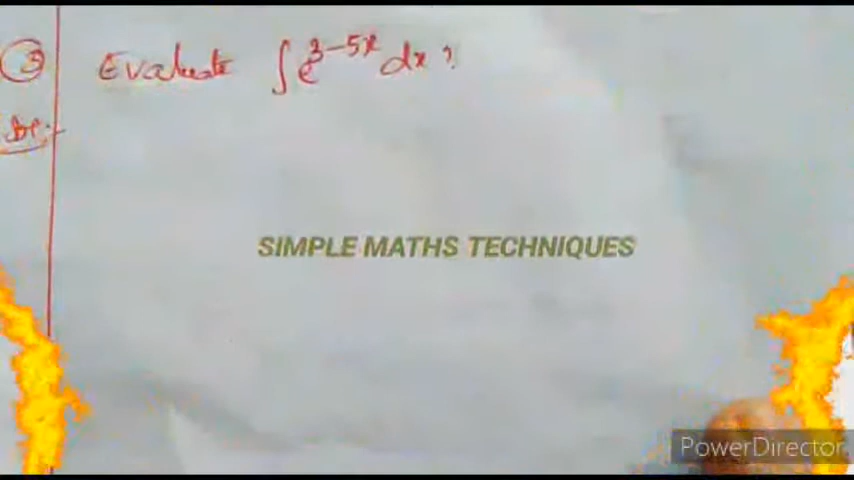 ③ Evaluate ∫e^{3-5x} dx ?
Sol:-
SIMPLE MATHS TECHNIQUES
PowerDirector